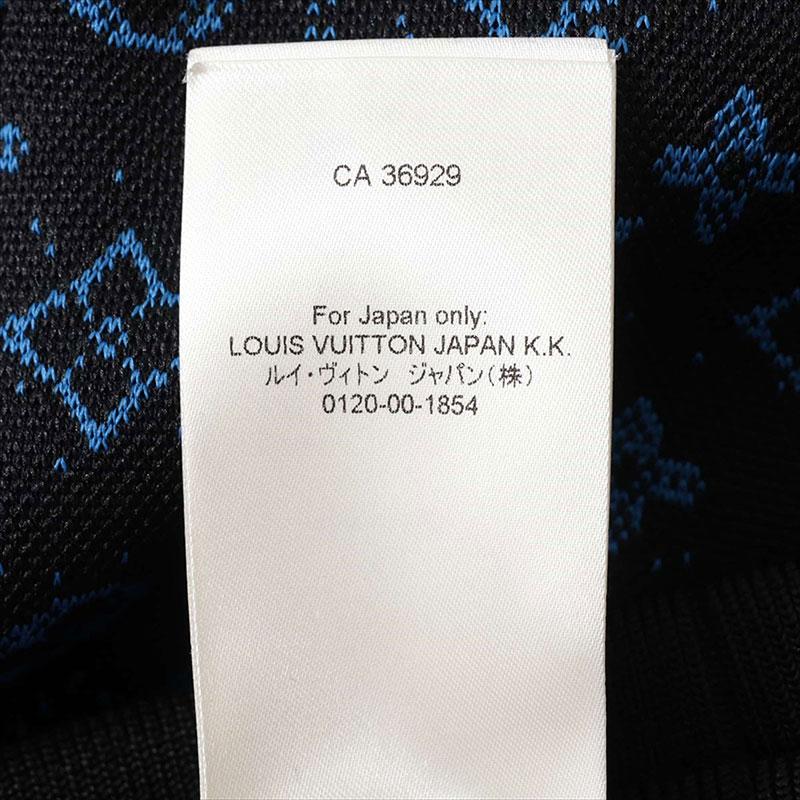 CA 36929
For Japan only:
LOUIS VUITTON JAPAN K.K.
ルイ・ヴィトン ジャパン(株)
0120-00-1854